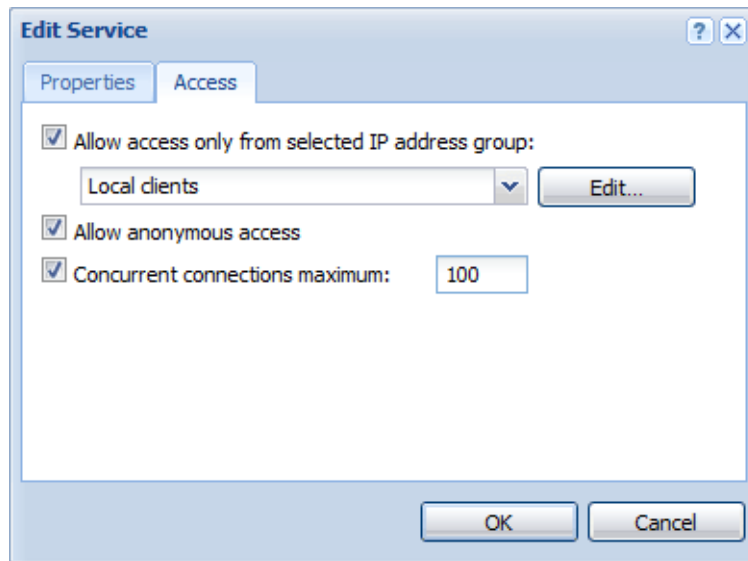 Edit Service
?
Properties Access
Allow access only from selected IP address group:
Local clients Edit...
Allow anonymous access
Concurrent connections maximum: 100
OK Cancel